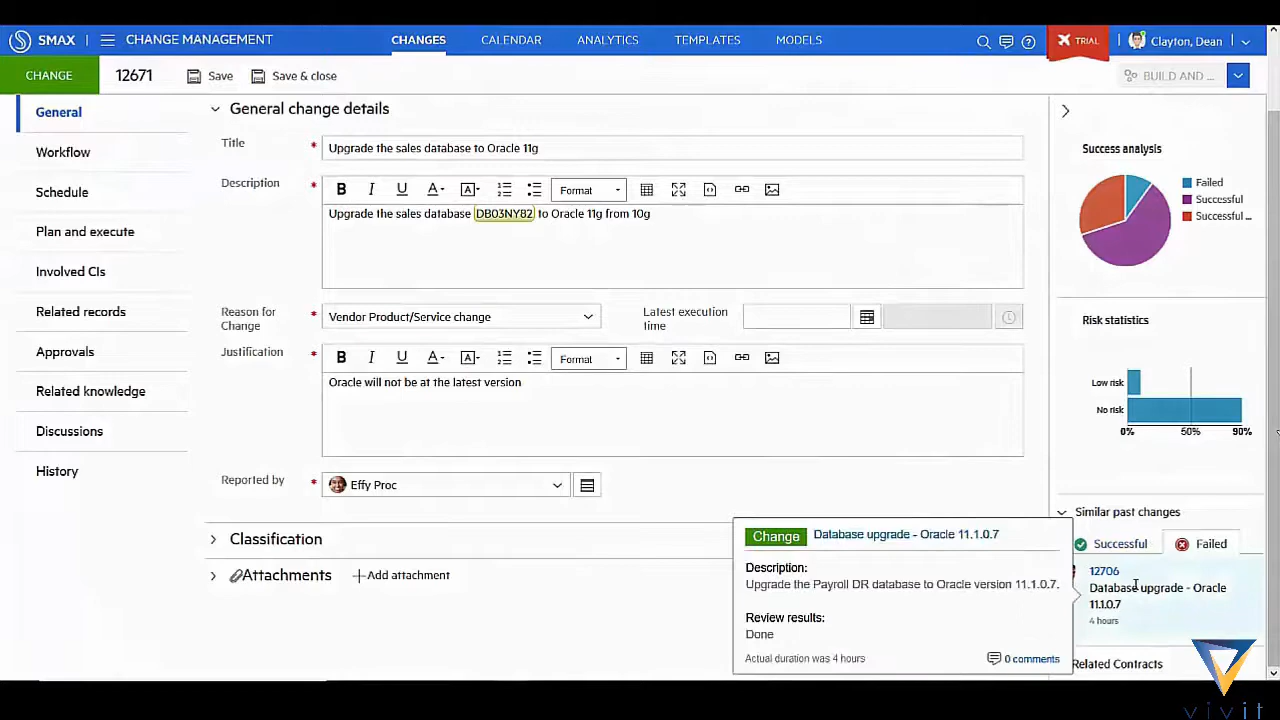 SMAX CHANGE MANAGEMENT CHANGES CALENDAR ANALYTICS TEMPLATES MODELS TRIAL Clayton, Dean
CHANGE 12671 Save Save & close BUILD AND ...
General
Workflow
Schedule
Plan and execute
Involved CIs
Related records
Approvals
Related knowledge
Discussions
History
General change details
Title * Upgrade the sales database to Oracle 11g
Description * B I U A A Format
Upgrade the sales database DB03NY82 to Oracle 11g from 10g
Reason for
Change
* Vendor Product/Service change
Latest execution
time
Justification * B I U A A Format
Oracle will not be at the latest version
Reported by * Effy Proc
Classification
Attachments Add attachment
Success analysis
Failed
Successful
Successful ...
Risk statistics
Low risk
No risk
0% 50% 90%
Similar past changes
Successful Failed
12706
Database upgrade - Oracle
11.1.0.7
4 hours
Related Contracts
Change Database upgrade - Oracle 11.1.0.7
Description:
Upgrade the Payroll DR database to Oracle version 11.1.0.7.
Review results:
Done
Actual duration was 4 hours 0 comments
vivit